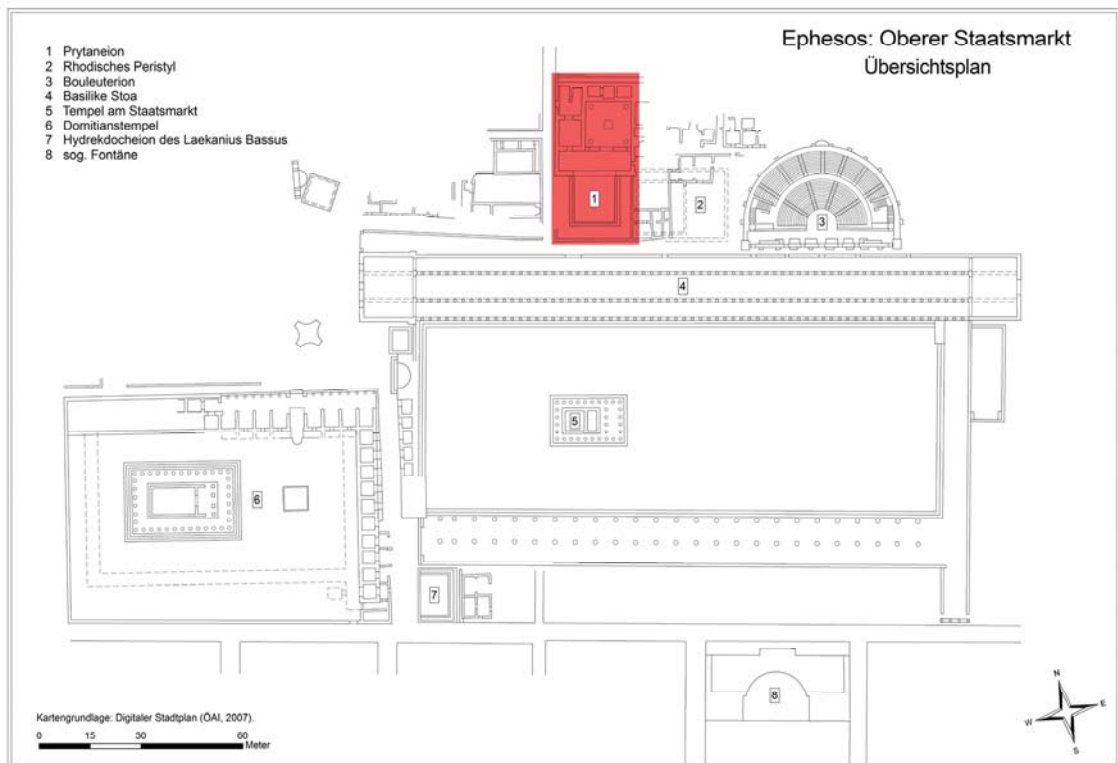 Ephesos: Oberer Staatsmarkt
Übersichtsplan
1 Prytaneion
2 Rhodisches Peristyl
3 Bouleuterion
4 Basilike Stoa
5 Tempel am Staatsmarkt
6 Domitianstempel
7 Hydrekdocheion des Laekanius Bassus
8 sog. Fontäne
1
2
3
4
5
6
7
8
Kartengrundlage: Digitaler Stadtplan (ÖAI, 2007).
0 15 30 60
Meter
N
E
W
S